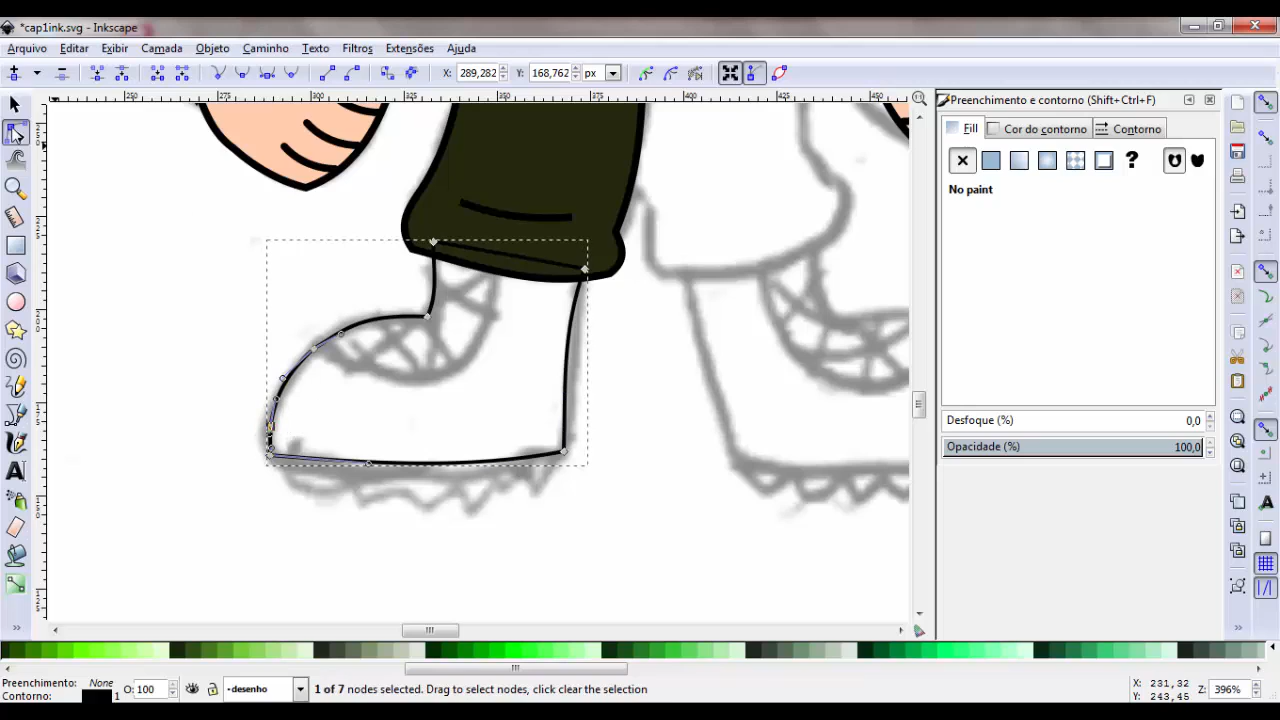 *cap1ink.svg - Inkscape
Arquivo Editar Exibir Camada Objeto Caminho Texto Filtros Extensões Ajuda
X: 289,282 Y: 168,762 px
250 275 300 325 350 375 400 425 450
Preenchimento e contorno (Shift+Ctrl+F)
Fill Cor do contorno Contorno
?
No paint
Desfoque (%) 0,0
Opacidade (%) 100,0
Preenchimento: None
Contorno: 1
O: 100
desenho
1 of 7 nodes selected. Drag to select nodes, click clear the selection
X: 231,32
Y: 243,45
Z: 396%